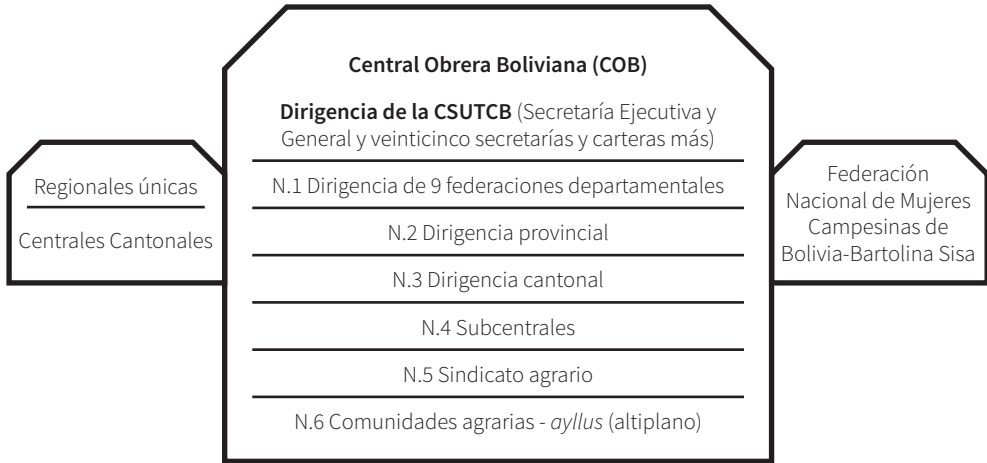 Central Obrera Boliviana (COB)
Dirigencia de la CSUTCB (Secretaría Ejecutiva y
General y veinticinco secretarías y carteras más)
N.1 Dirigencia de 9 federaciones departamentales
N.2 Dirigencia provincial
N.3 Dirigencia cantonal
N.4 Subcentrales
N.5 Sindicato agrario
N.6 Comunidades agrarias - ayllus (altiplano)
Regionales únicas
Centrales Cantonales
Federación
Nacional de Mujeres
Campesinas de
Bolivia-Bartolina Sisa